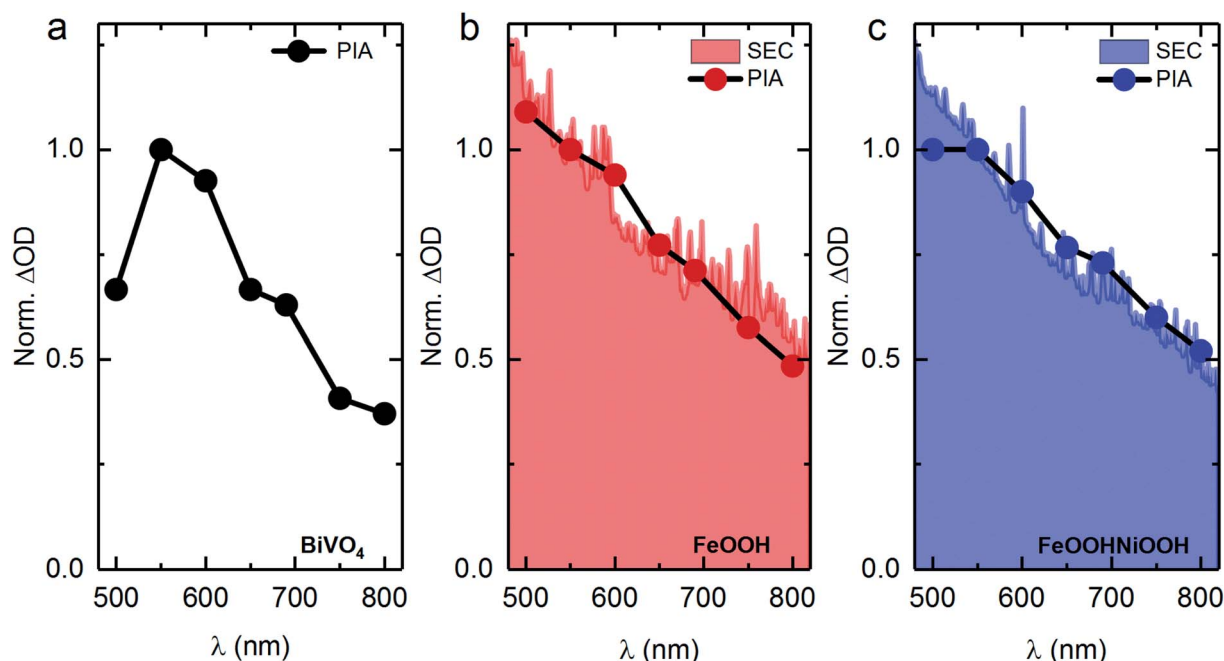 a
PIA
Norm. ΔOD
1.0
0.5
0.0
BiVO₄
500 600 700 800
λ (nm)
b
SEC
PIA
Norm. ΔOD
1.0
0.5
0.0
FeOOH
500 600 700 800
λ (nm)
c
SEC
PIA
Norm. ΔOD
1.0
0.5
0.0
FeOOHNiOOH
500 600 700 800
λ (nm)